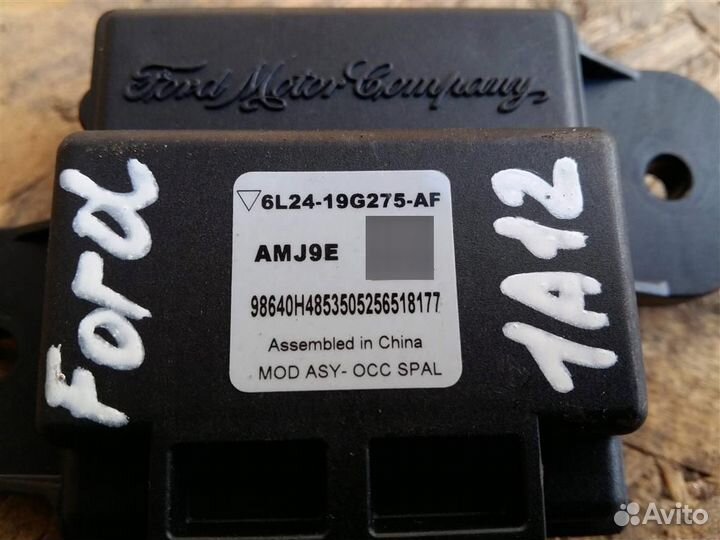 Ford Motor Company
Ford
▽6L24-19G275-AF
AMJ9E
98640H4853505256518177
Assembled in China
MOD ASY- OCC SPAL
1A12
Avito